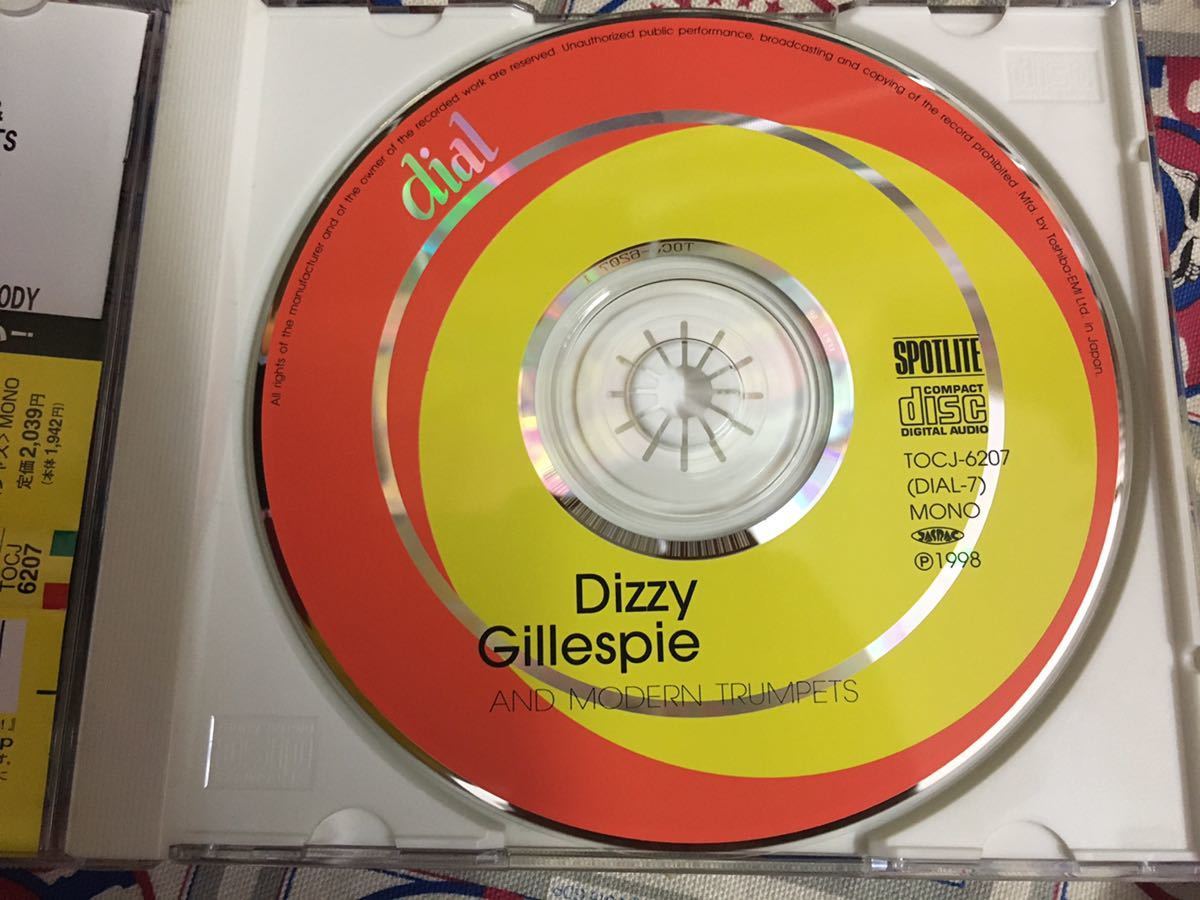 TS
ODY
ャズ＞MONO
定価2,039円
(本体1,942円)
TOCJ
6207
All rights of the manufacturer and of the owner of the recorded work are reserved. Unauthorized public performance, broadcasting and copying of the record prohibited. Mfd. by Toshiba-EMI Ltd. in Japan.
dial
SPOTLITE
COMPACT
disc
DIGITAL AUDIO
TOCJ-6207
(DIAL-7)
MONO
JASRAC
Ⓟ1998
Dizzy
Gillespie
AND MODERN TRUMPETS